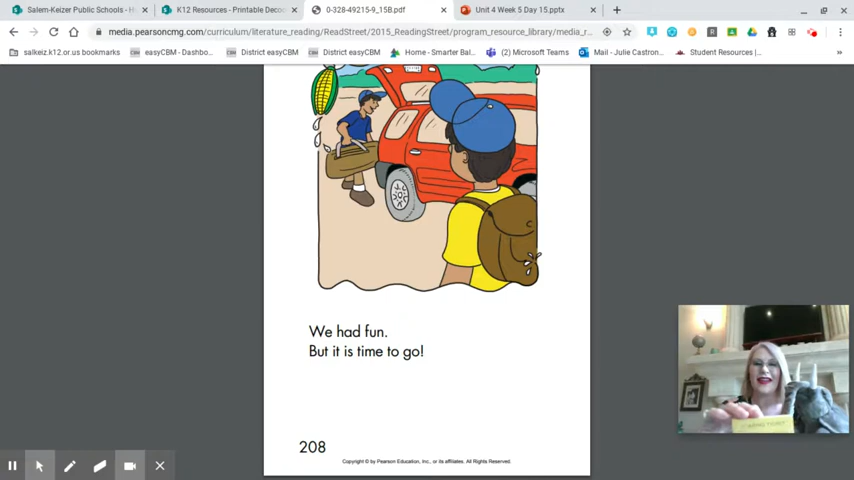 Salem-Keizer Public Schools - H
K12 Resources - Printable Decod
0-328-49215-9_15B.pdf
Unit 4 Week 5 Day 15.pptx
media.pearsoncmg.com/curriculum/literature_reading/ReadStreet/2015_ReadingStreet/program_resource_library/media_r...
salkeiz.k12.or.us bookmarks
easyCBM - Dashbo...
District easyCBM
District easyCBM
Home - Smarter Bal...
(2) Microsoft Teams
Mail - Julie Castron...
Student Resources |...
We had fun.
But it is time to go!
208
Copyright © by Pearson Education, Inc., or its affiliates. All Rights Reserved.